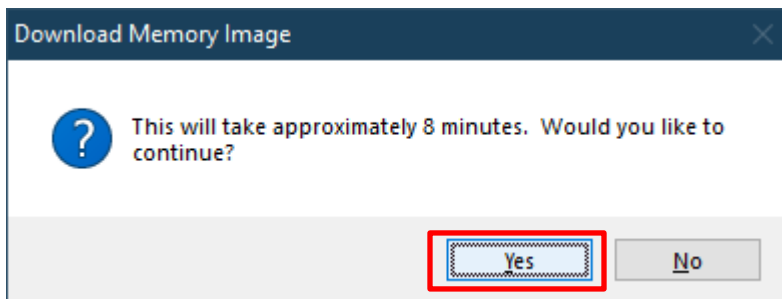 Download Memory Image
This will take approximately 8 minutes.  Would you like to
continue?
Yes
No